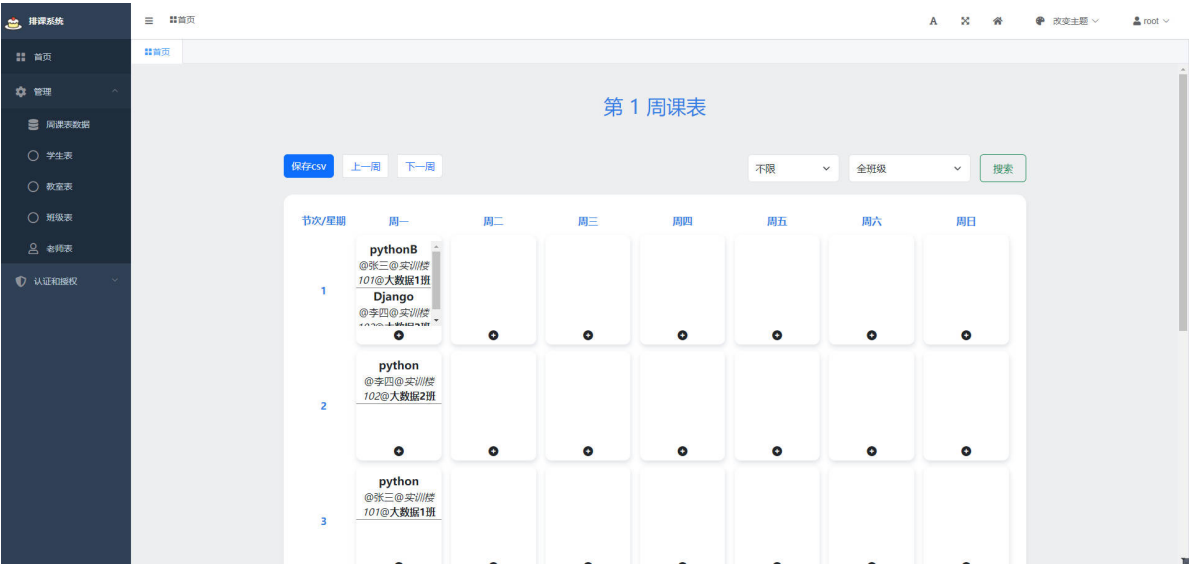 排课系统
首页
A
改变主题
root
首页
管理
周课表数据
学生表
教室表
班级表
老师表
认证和授权
首页
第 1 周课表
保存csv
上一周
下一周
不限
全班级
搜索
节次/星期
周一
周二
周三
周四
周五
周六
周日
1
pythonB
@张三@实训楼
101@大数据1班
Django
@李四@实训楼
102@大数据2班
2
python
@李四@实训楼
102@大数据2班
3
python
@张三@实训楼
101@大数据1班